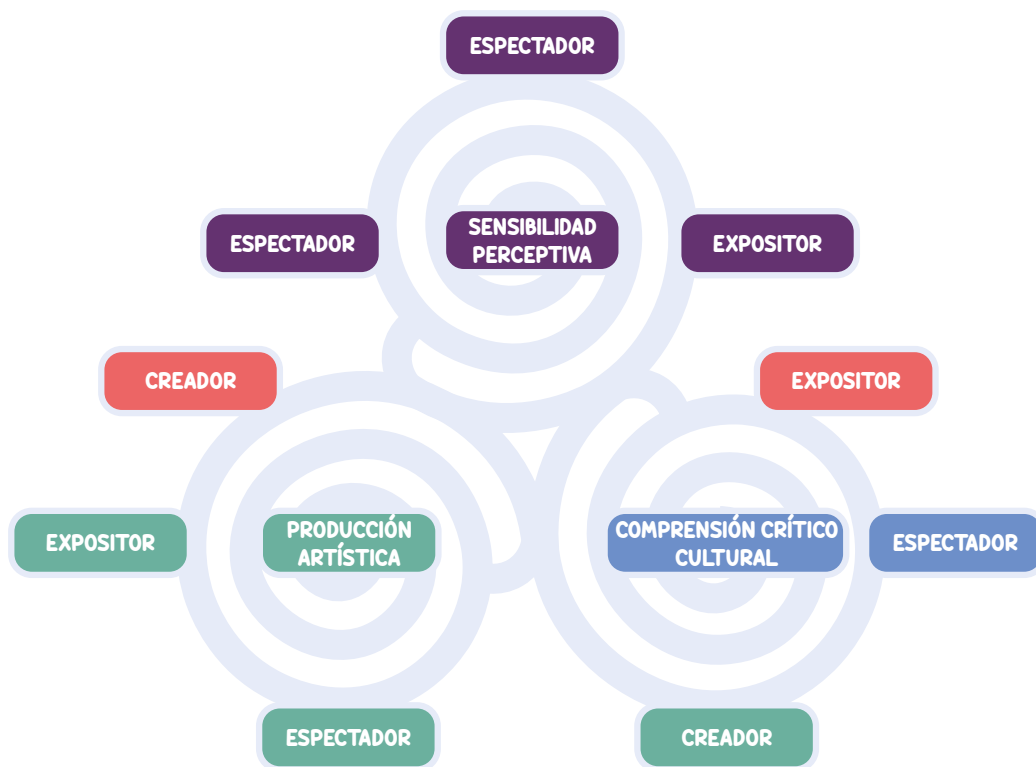 ESPECTADOR
ESPECTADOR
SENSIBILIDAD
PERCEPTIVA
EXPOSITOR
CREADOR
EXPOSITOR
EXPOSITOR
PRODUCCIÓN
ARTÍSTICA
COMPRENSIÓN CRÍTICO
CULTURAL
ESPECTADOR
ESPECTADOR
CREADOR